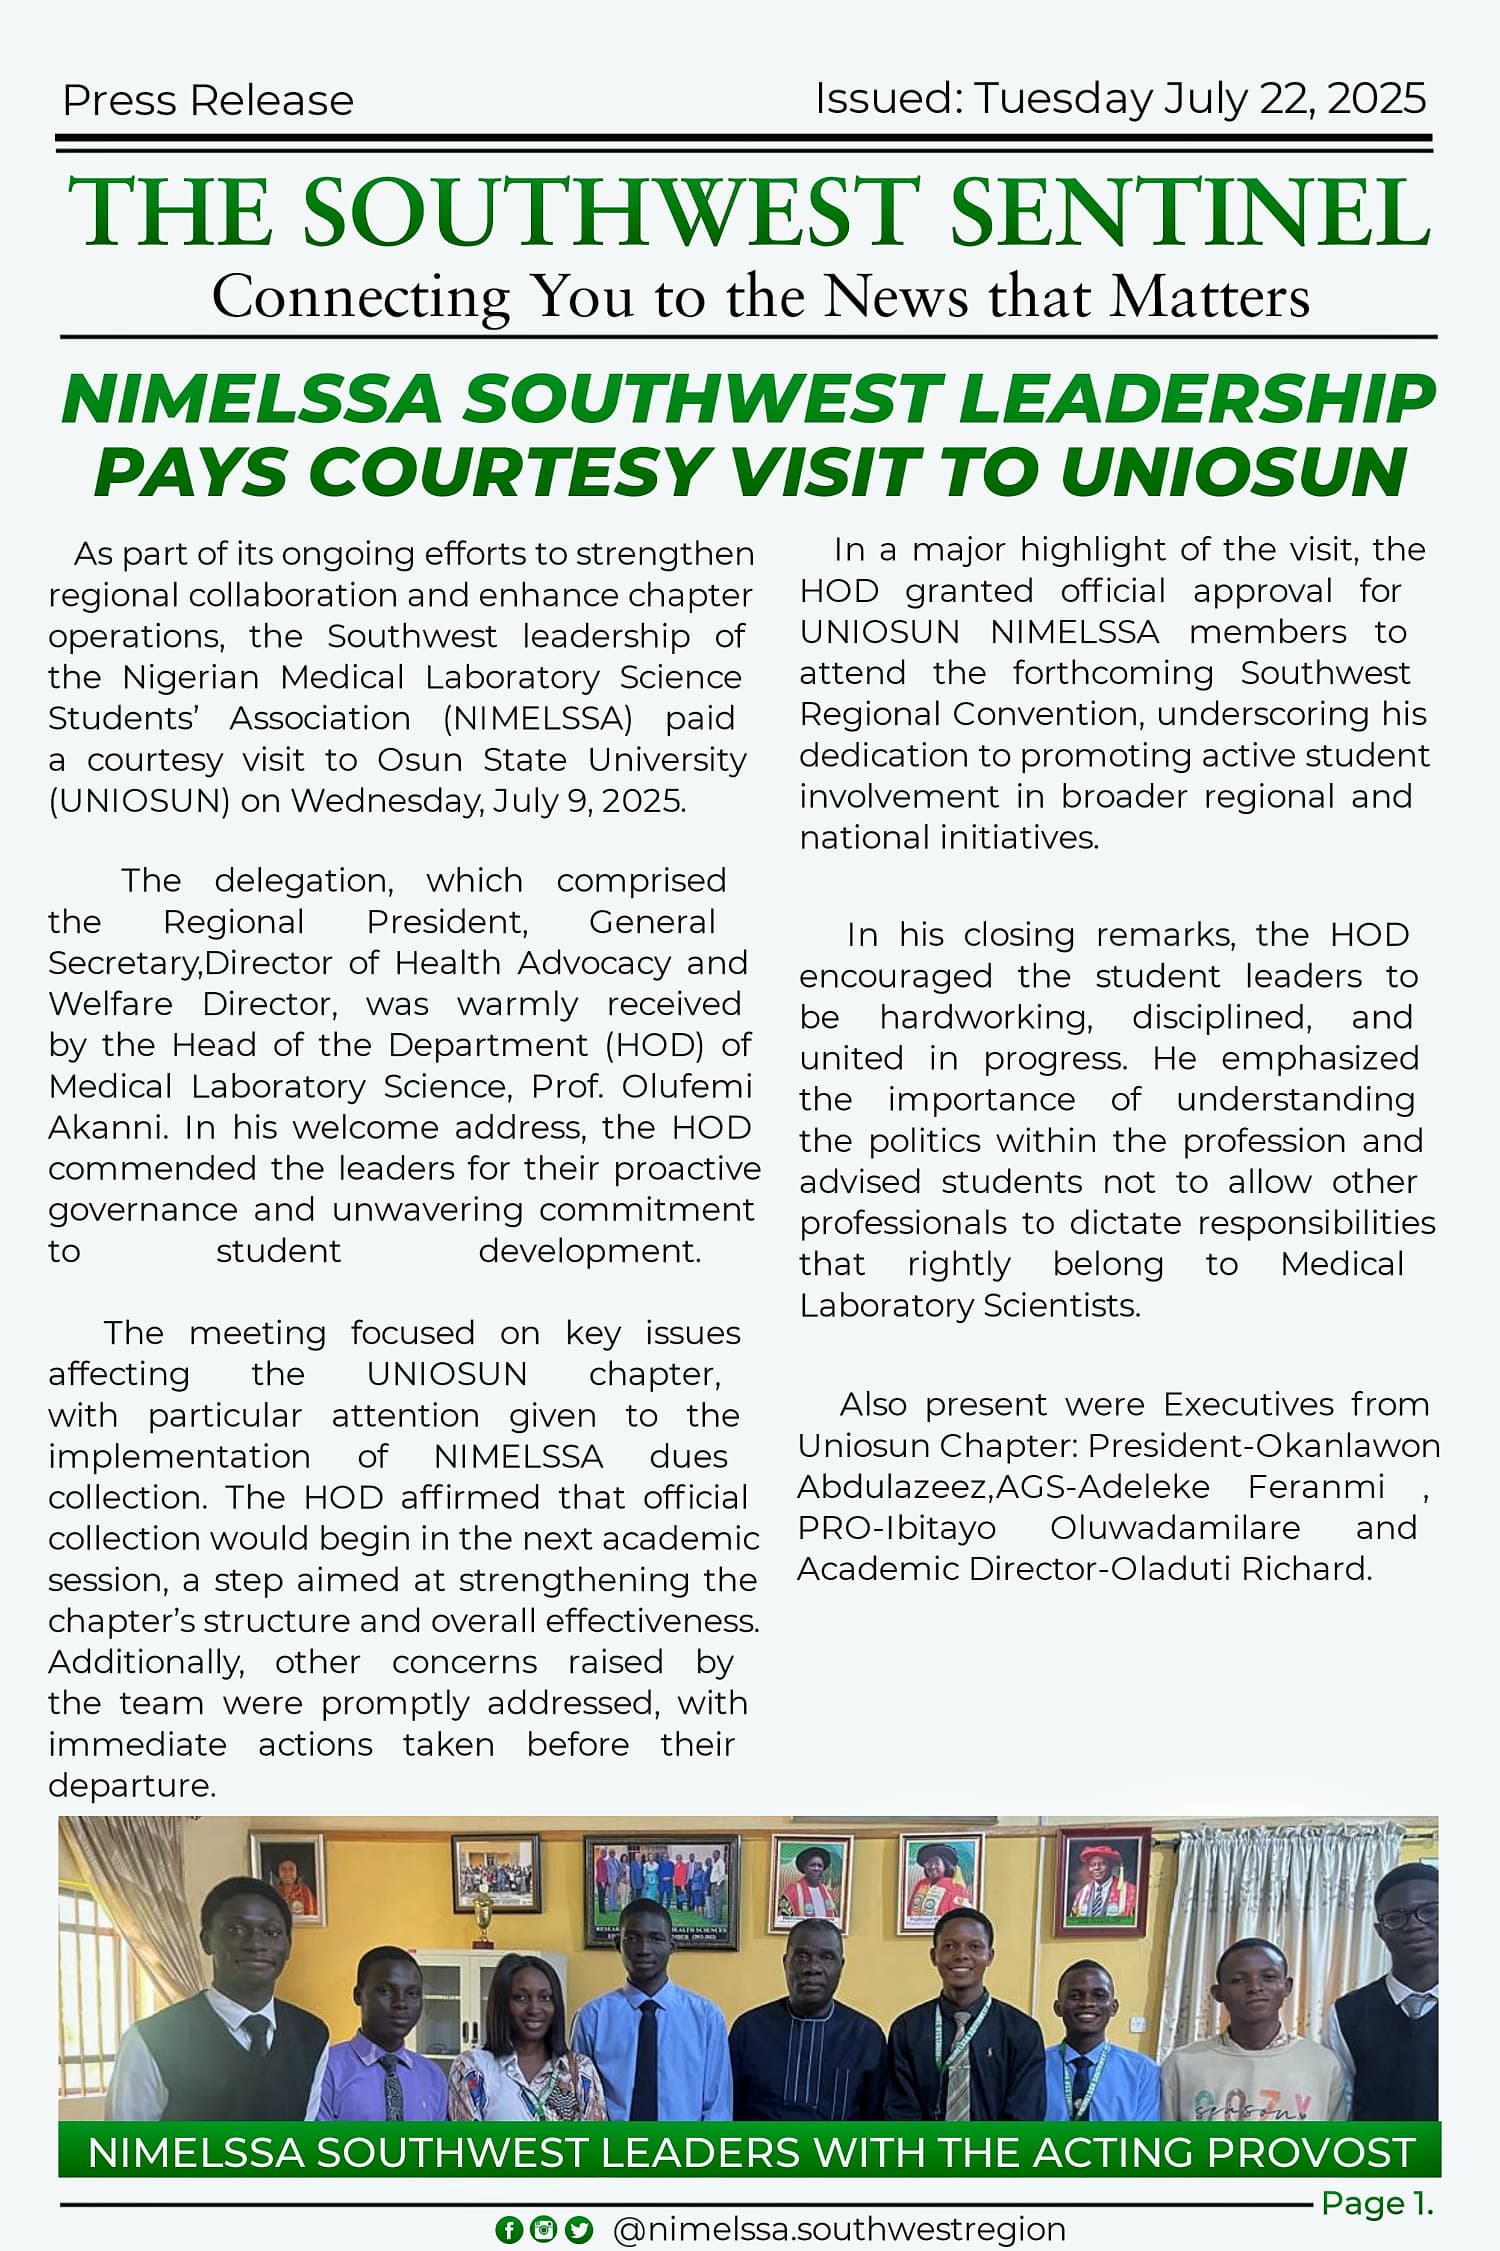 Press Release
Issued: Tuesday July 22, 2025
THE SOUTHWEST SENTINEL
Connecting You to the News that Matters
NIMELSSA SOUTHWEST LEADERSHIP
PAYS COURTESY VISIT TO UNIOSUN
As part of its ongoing efforts to strengthen
regional collaboration and enhance chapter
operations, the Southwest leadership of
the Nigerian Medical Laboratory Science
Students’ Association (NIMELSSA) paid
a courtesy visit to Osun State University
(UNIOSUN) on Wednesday, July 9, 2025.
The delegation, which comprised
the Regional President, General
Secretary,Director of Health Advocacy and
Welfare Director, was warmly received
by the Head of the Department (HOD) of
Medical Laboratory Science, Prof. Olufemi
Akanni. In his welcome address, the HOD
commended the leaders for their proactive
governance and unwavering commitment
to student development.
The meeting focused on key issues
affecting the UNIOSUN chapter,
with particular attention given to the
implementation of NIMELSSA dues
collection. The HOD affirmed that official
collection would begin in the next academic
session, a step aimed at strengthening the
chapter’s structure and overall effectiveness.
Additionally, other concerns raised by
the team were promptly addressed, with
immediate actions taken before their
departure.
In a major highlight of the visit, the
HOD granted official approval for
UNIOSUN NIMELSSA members to
attend the forthcoming Southwest
Regional Convention, underscoring his
dedication to promoting active student
involvement in broader regional and
national initiatives.
In his closing remarks, the HOD
encouraged the student leaders to
be hardworking, disciplined, and
united in progress. He emphasized
the importance of understanding
the politics within the profession and
advised students not to allow other
professionals to dictate responsibilities
that rightly belong to Medical
Laboratory Scientists.
Also present were Executives from
Uniosun Chapter: President-Okanlawon
Abdulazeez,AGS-Adeleke Feranmi ,
PRO-Ibitayo Oluwadamilare and
Academic Director-Oladuti Richard.
season
NIMELSSA SOUTHWEST LEADERS WITH THE ACTING PROVOST
Page 1.
@nimelssa.southwestregion